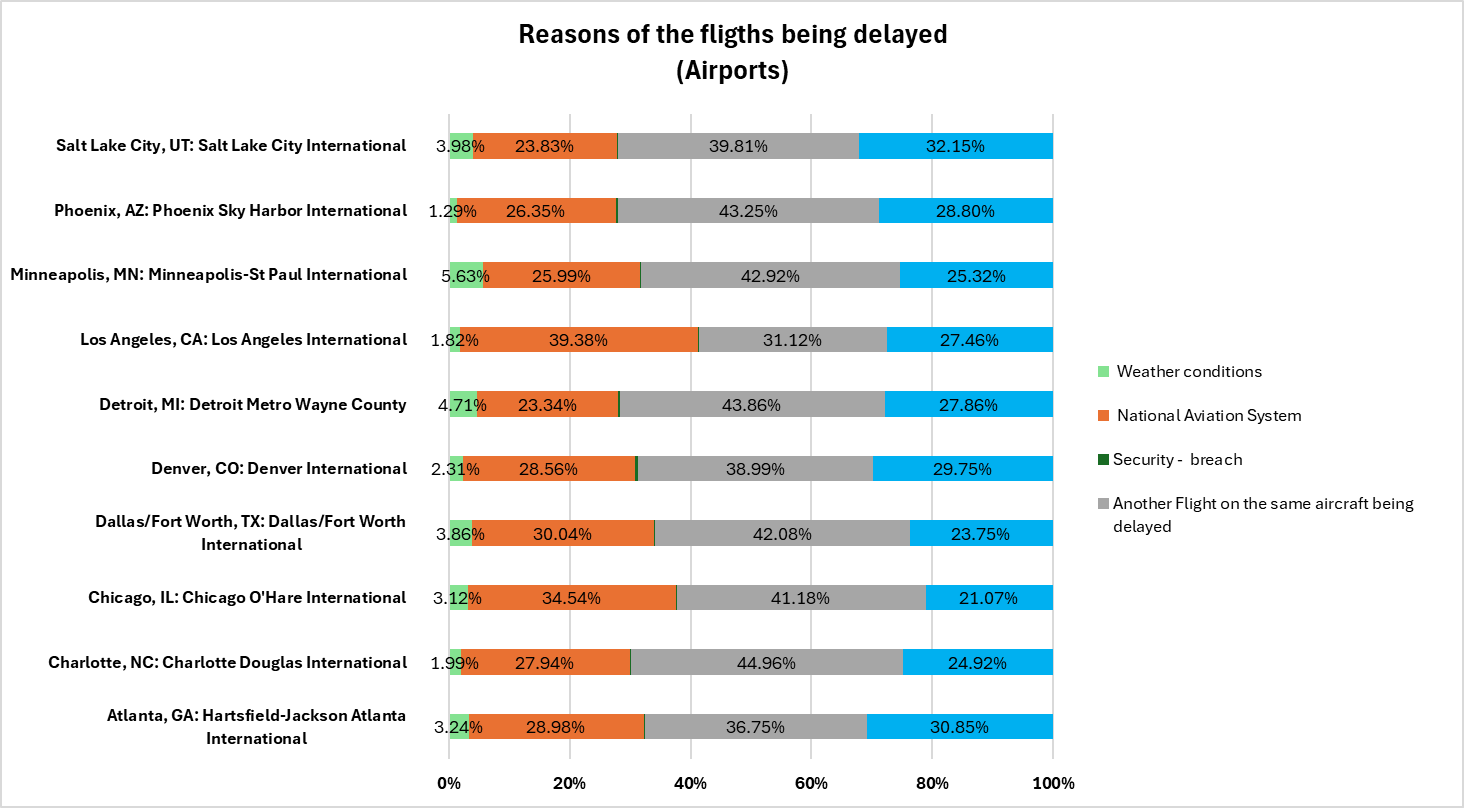 Reasons of the fligths being delayed
(Airports)
Salt Lake City, UT: Salt Lake City International
3.98% 23.83% 39.81% 32.15%
Phoenix, AZ: Phoenix Sky Harbor International
1.29% 26.35% 43.25% 28.80%
Minneapolis, MN: Minneapolis-St Paul International
5.63% 25.99% 42.92% 25.32%
Los Angeles, CA: Los Angeles International
1.82% 39.38% 31.12% 27.46%
Detroit, MI: Detroit Metro Wayne County
4.71% 23.34% 43.86% 27.86%
Denver, CO: Denver International
2.31% 28.56% 38.99% 29.75%
Dallas/Fort Worth, TX: Dallas/Fort Worth
International
3.86% 30.04% 42.08% 23.75%
Chicago, IL: Chicago O'Hare International
3.12% 34.54% 41.18% 21.07%
Charlotte, NC: Charlotte Douglas International
1.99% 27.94% 44.96% 24.92%
Atlanta, GA: Hartsfield-Jackson Atlanta
International
3.24% 28.98% 36.75% 30.85%
0% 20% 40% 60% 80% 100%
Weather conditions
National Aviation System
Security - breach
Another Flight on the same aircraft being
delayed